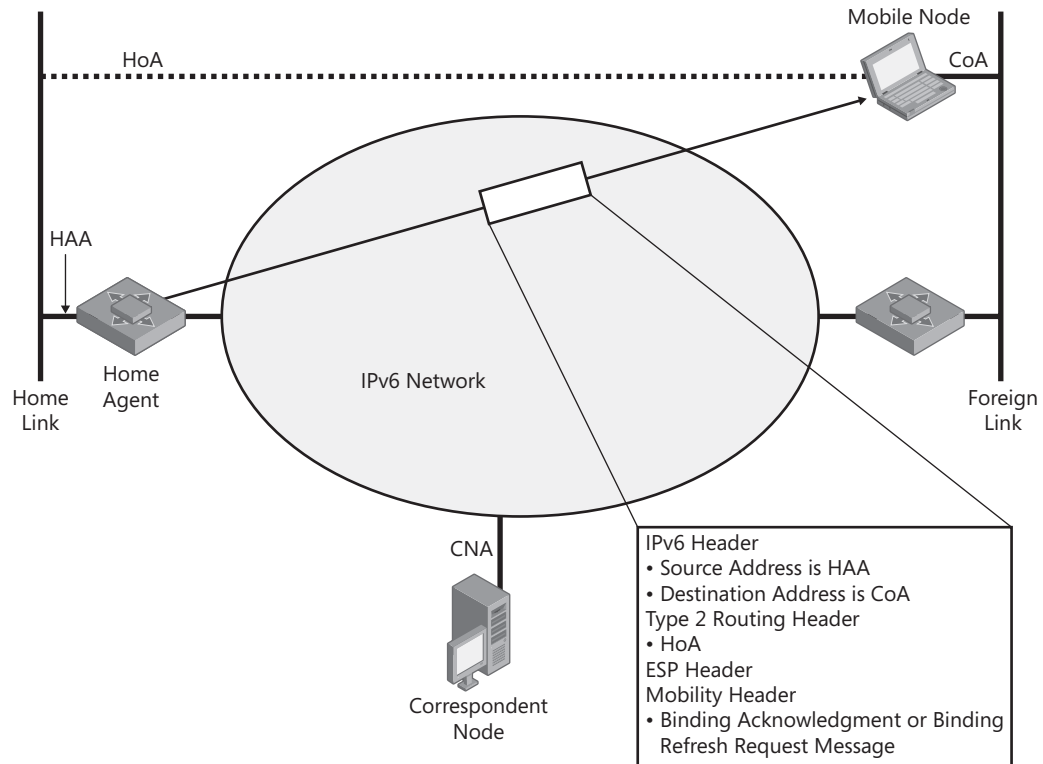 Mobile Node
HoA
CoA
HAA
Home
Agent
Home
Link
IPv6 Network
Foreign
Link
CNA
Correspondent
Node
IPv6 Header
• Source Address is HAA
• Destination Address is CoA
Type 2 Routing Header
• HoA
ESP Header
Mobility Header
• Binding Acknowledgment or Binding
Refresh Request Message